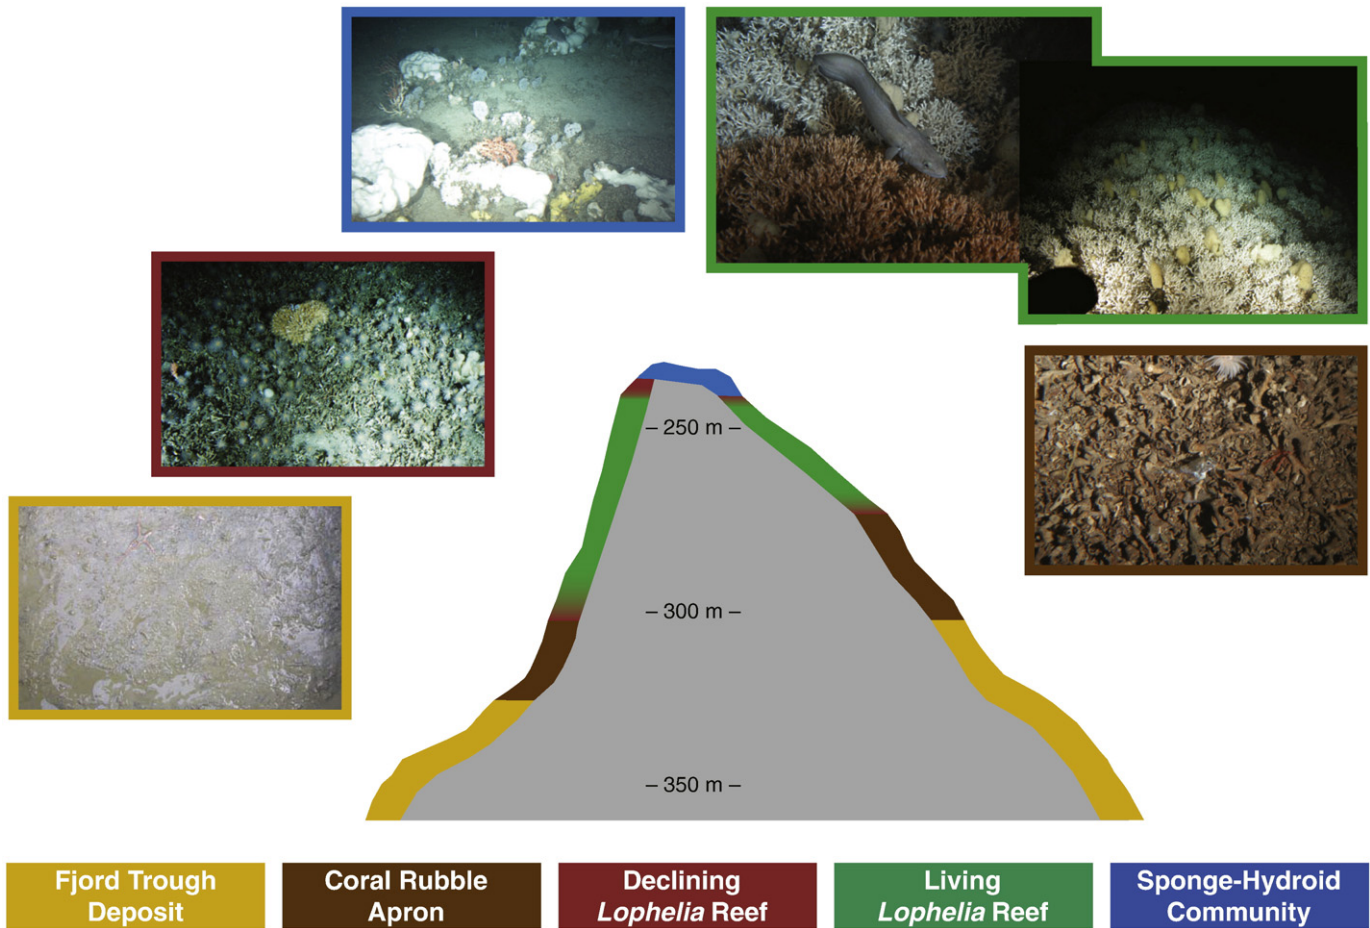 – 250 m –
– 300 m –
– 350 m –
Fjord Trough
Deposit
Coral Rubble
Apron
Declining
Lophelia Reef
Living
Lophelia Reef
Sponge-Hydroid
Community